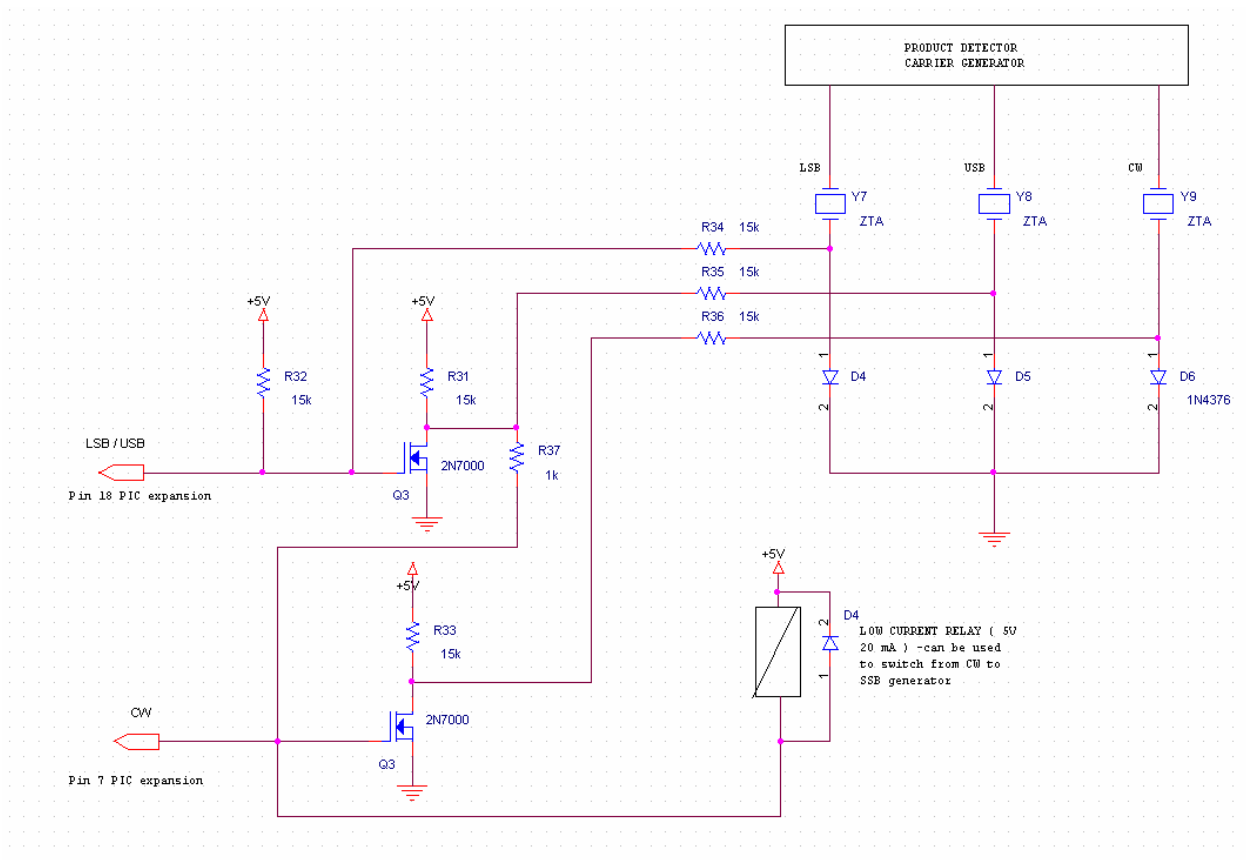 PRODUCT DETECTOR
CARRIER GENERATOR
LSB
USB
CW
Y7
ZTA
Y8
ZTA
Y9
ZTA
R34 15k
R35 15k
R36 15k
+5V
+5V
R32
15k
R31
15k
1
D4
2
1
D5
2
1
D6
2
1N4376
LSB / USB
Pin 18 PIC expansion
2N7000
Q3
R37
1k
+5V
R33
15k
+5V
D4
2
1
LOW CURRENT RELAY ( 5V
20 mA ) -can be used
to switch from CW to
SSB generator
CW
2N7000
Q3
Pin 7 PIC expansion